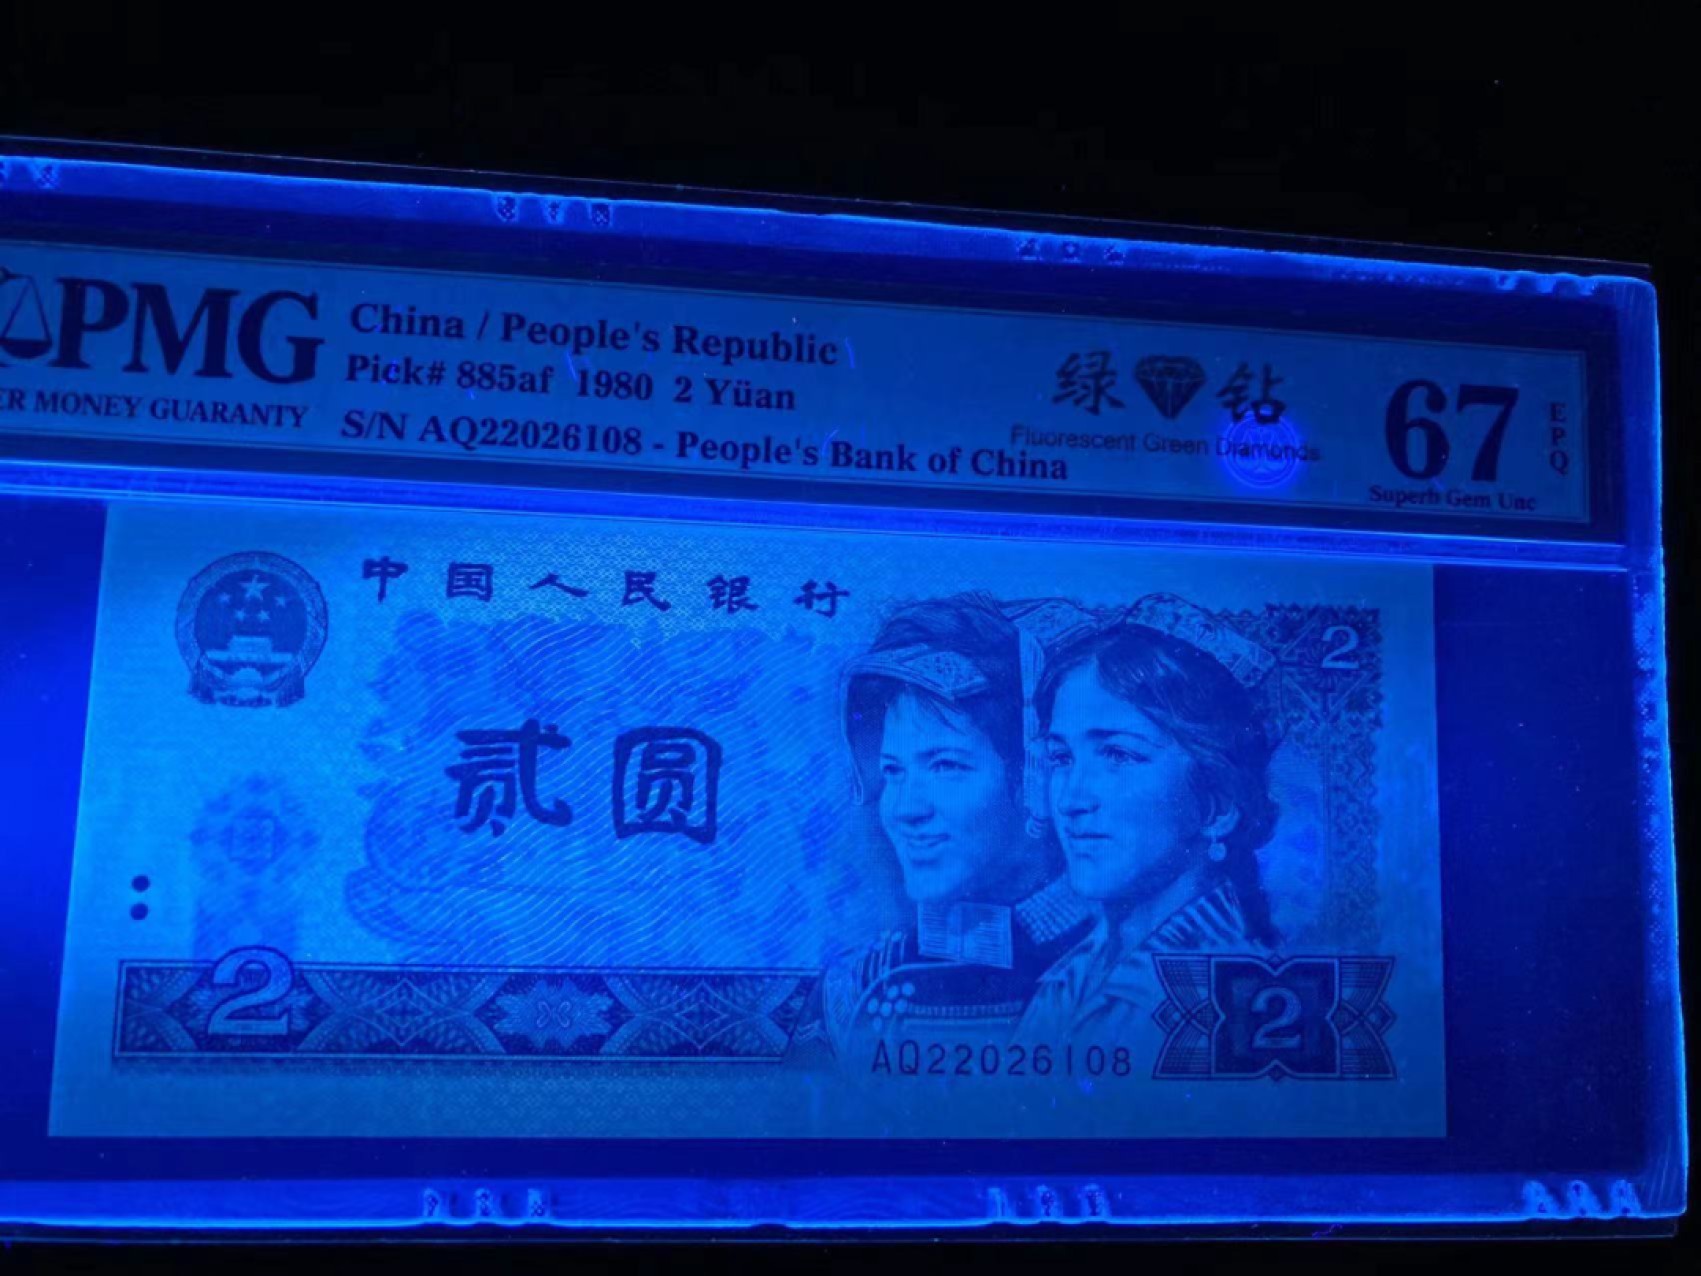 PMG
ER MONEY GUARANTY
China / People's Republic
Pick# 885af 1980 2 Yüan
S/N AQ22026108 - People's Bank of China
绿 钻
Fluorescent Green Diamonds
67
EPQ
Superb Gem Unc
中国人民银行
2
贰圆
2
2
AQ22026108